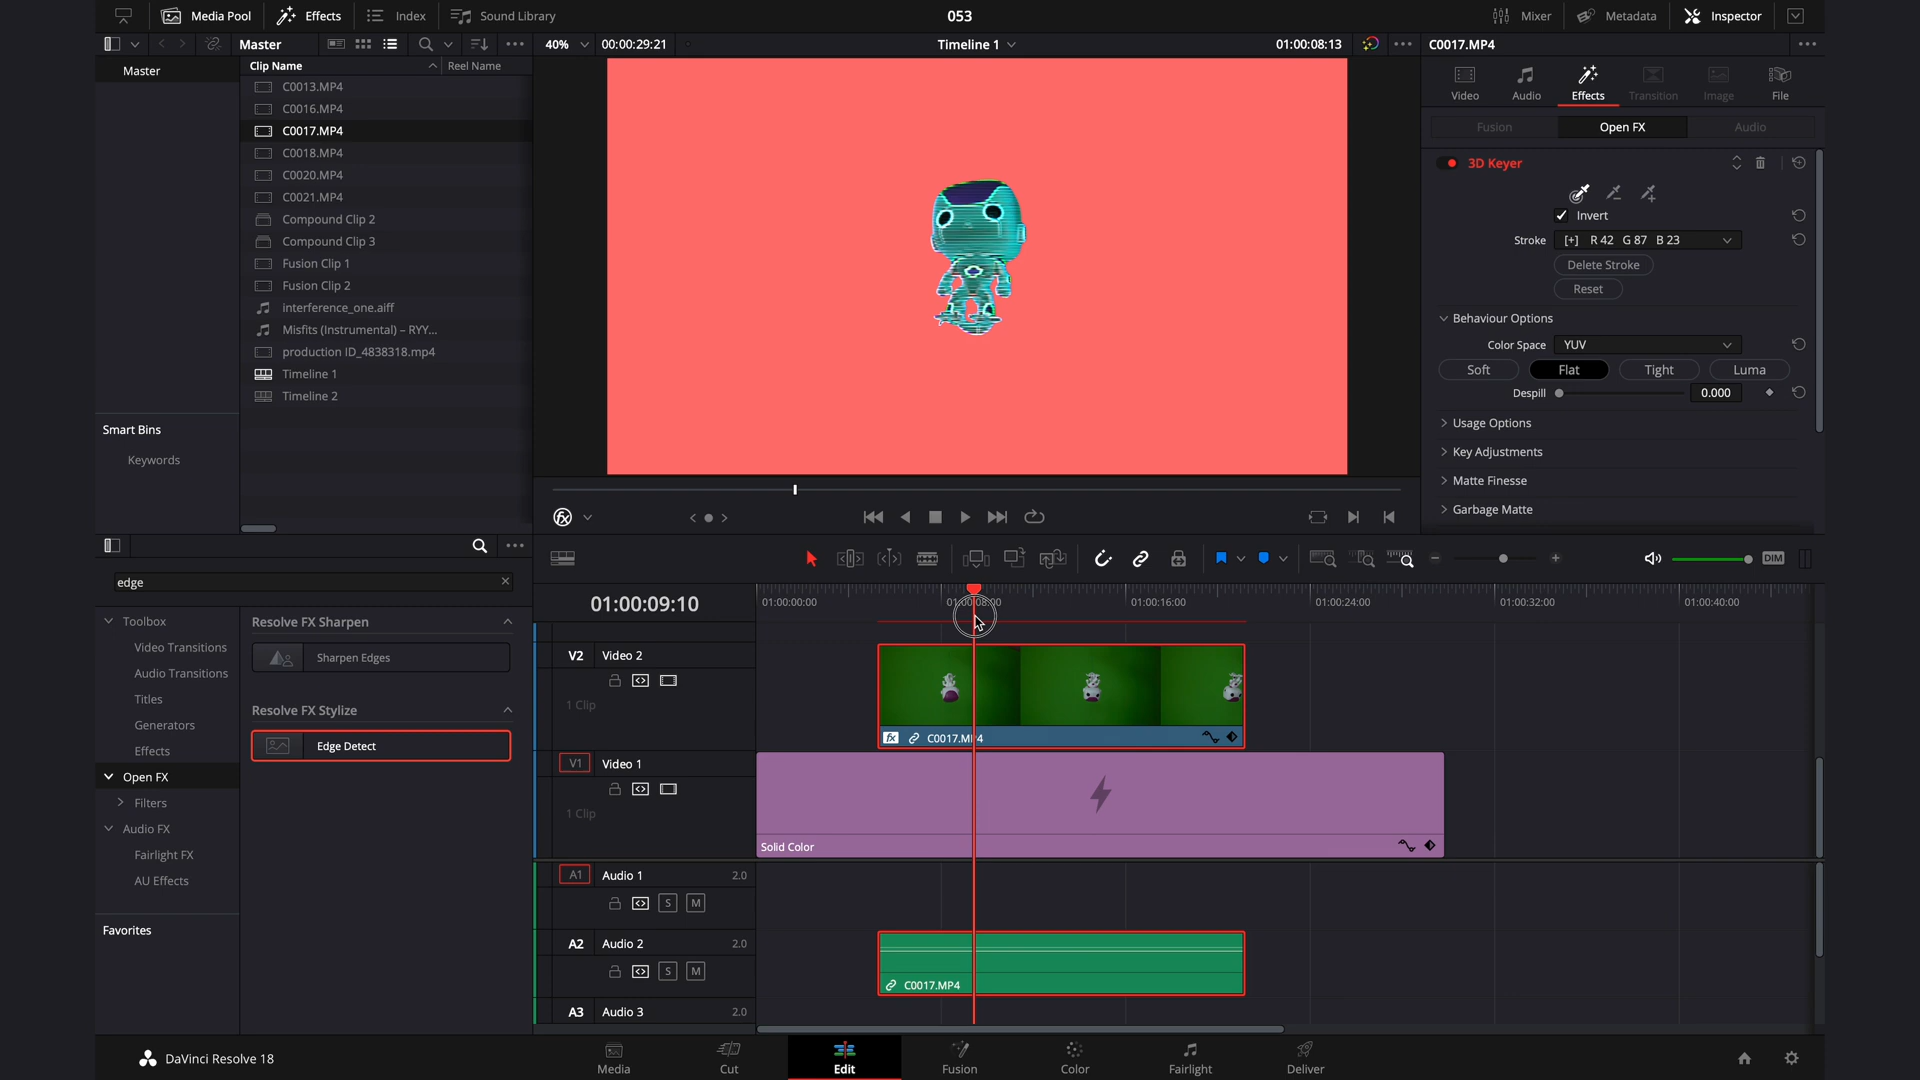 Media Pool
Effects
Index
Sound Library
053
Mixer
Metadata
Inspector
Master
40%
00:00:29:21
Timeline 1
01:00:08:13
C0017.MP4
Master
Clip Name
Reel Name
C0013.MP4
C0016.MP4
C0017.MP4
C0018.MP4
C0020.MP4
C0021.MP4
Compound Clip 2
Compound Clip 3
Fusion Clip 1
Fusion Clip 2
interference_one.aiff
Misfits (Instrumental) – RYY...
production ID_4838318.mp4
Timeline 1
Timeline 2
Smart Bins
Keywords
Video
Audio
Effects
Transition
Image
File
Fusion
Open FX
Audio
3D Keyer
Invert
Stroke
[+] R 42 G 87 B 23
Delete Stroke
Reset
Behaviour Options
Color Space
YUV
Soft
Flat
Tight
Luma
Despill
0.000
Usage Options
Key Adjustments
Matte Finesse
Garbage Matte
fx
DIM
edge
Toolbox
Video Transitions
Audio Transitions
Titles
Generators
Effects
Open FX
Filters
Audio FX
Fairlight FX
AU Effects
Favorites
Resolve FX Sharpen
Sharpen Edges
Resolve FX Stylize
Edge Detect
01:00:09:10
01:00:00:00
01:00:08:00
01:00:16:00
01:00:24:00
01:00:32:00
01:00:40:00
V2
Video 2
1 Clip
fx
C0017.MP4
V1
Video 1
1 Clip
Solid Color
A1
Audio 1
2.0
S
M
A2
Audio 2
2.0
S
M
C0017.MP4
A3
Audio 3
2.0
DaVinci Resolve 18
Media
Cut
Edit
Fusion
Color
Fairlight
Deliver